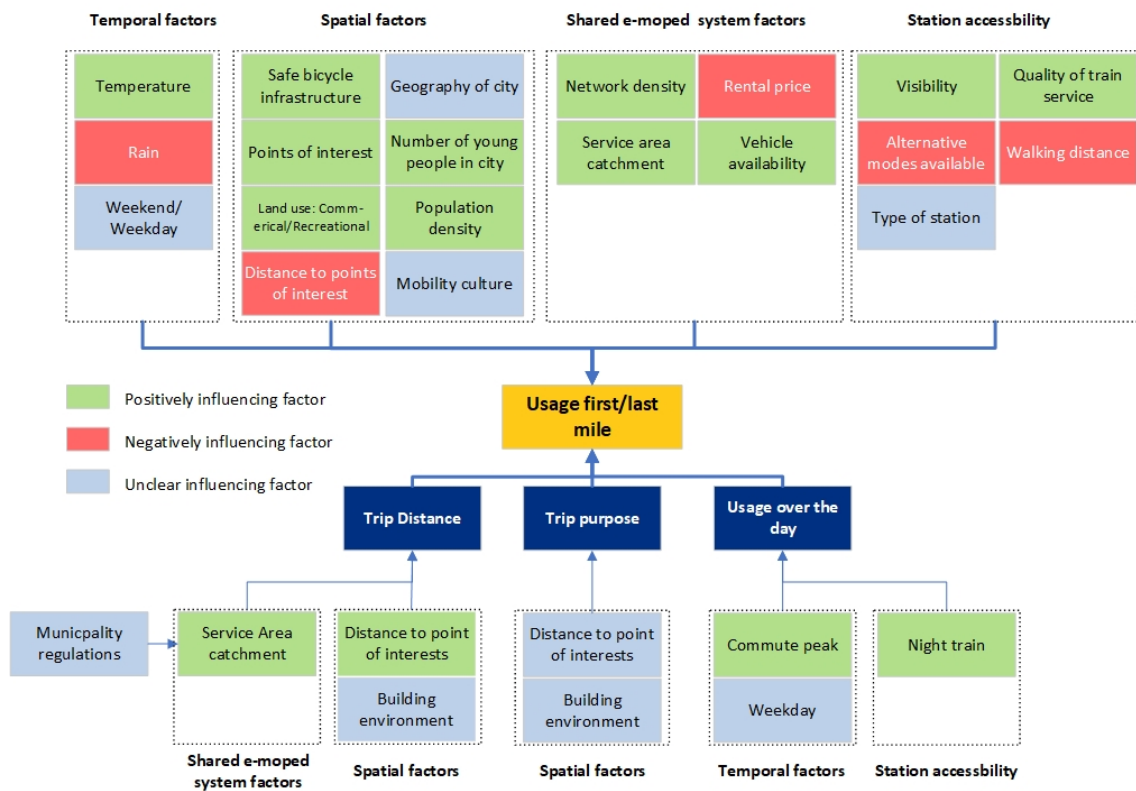 Temporal factors
Spatial factors
Shared e-moped system factors
Station accessbility
Temperature
Rain
Weekend/
Weekday
Safe bicycle
infrastructure
Geography of city
Points of interest
Number of young
people in city
Land use: Comm-
erical/Recreational
Population
density
Distance to points
of interest
Mobility culture
Network density
Rental price
Service area
catchment
Vehicle
availability
Visibility
Quality of train
service
Alternative
modes available
Walking distance
Type of station
Positively influencing factor
Negatively influencing factor
Unclear influencing factor
Usage first/last
mile
Trip Distance
Trip purpose
Usage over the
day
Municpality
regulations
Service Area
catchment
Distance to point
of interests
Building
environment
Distance to point
of interests
Building
environment
Commute peak
Weekday
Night train
Shared e-moped
system factors
Spatial factors
Spatial factors
Temporal factors
Station accessibility